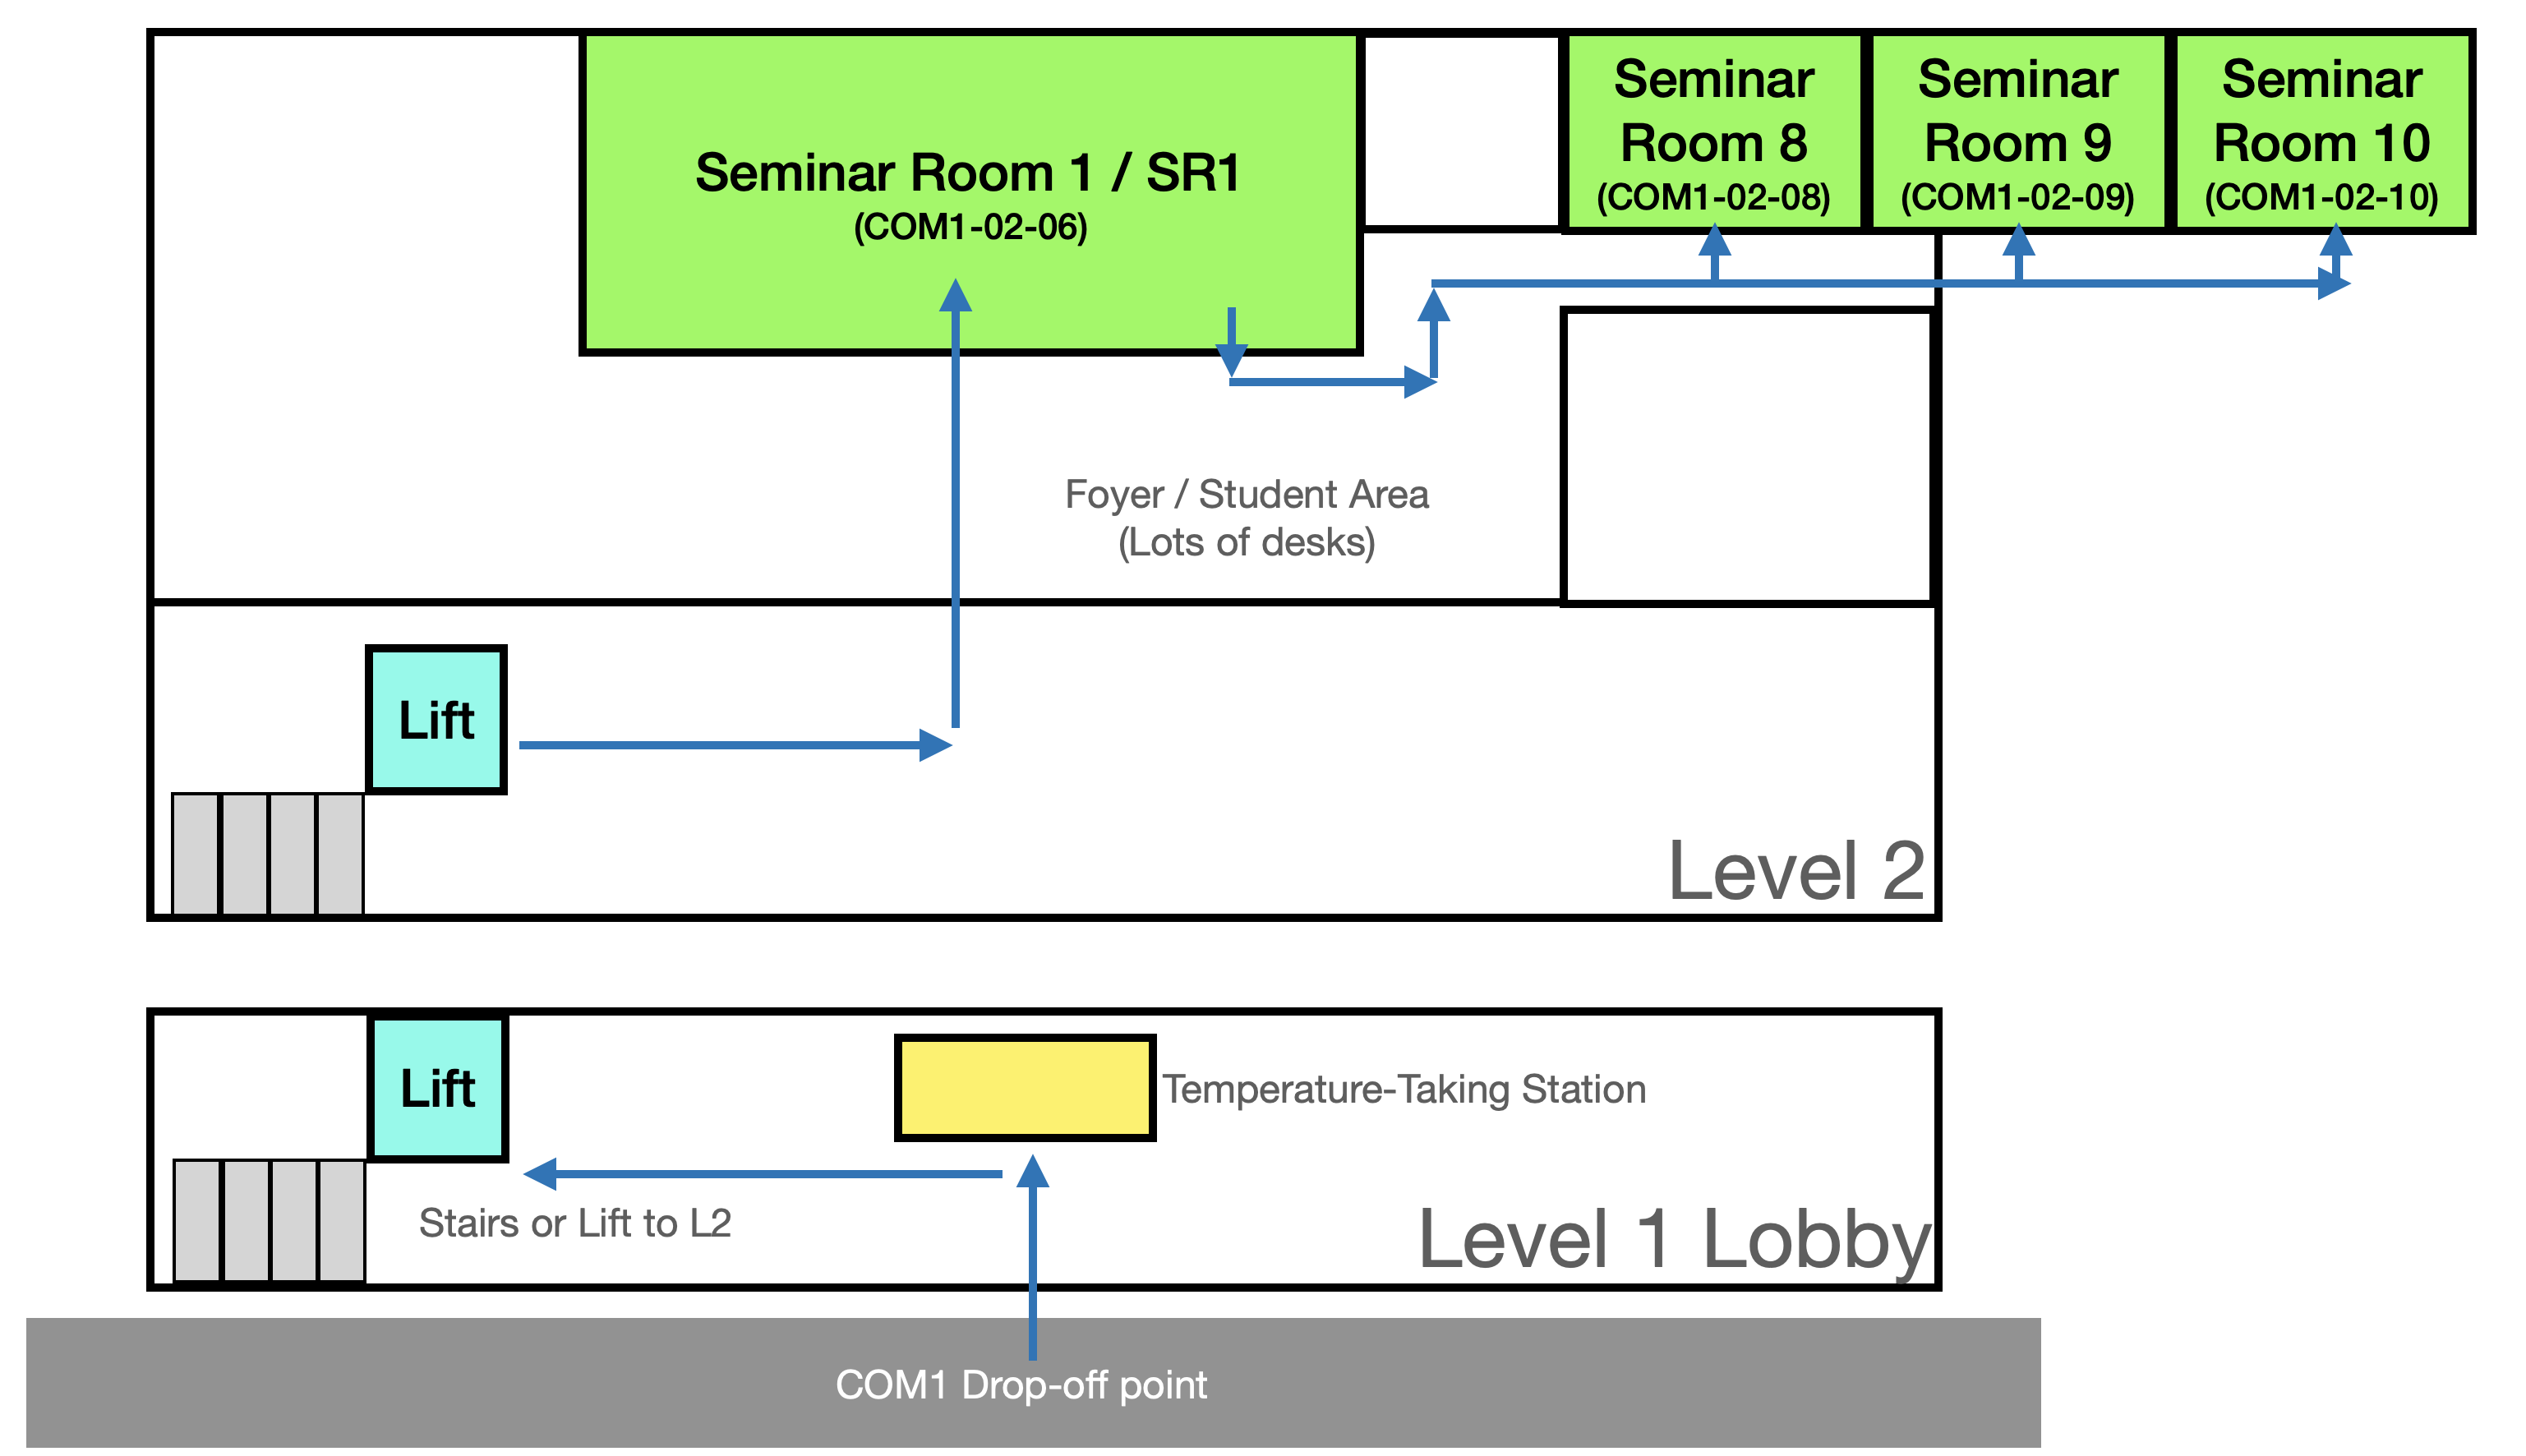 Seminar Room 1 / SR1
(COM1-02-06)
Seminar
Room 8
(COM1-02-08)
Seminar
Room 9
(COM1-02-09)
Seminar
Room 10
(COM1-02-10)
Foyer / Student Area
(Lots of desks)
Lift
Level 2
Lift
Temperature-Taking Station
Stairs or Lift to L2
Level 1 Lobby
COM1 Drop-off point